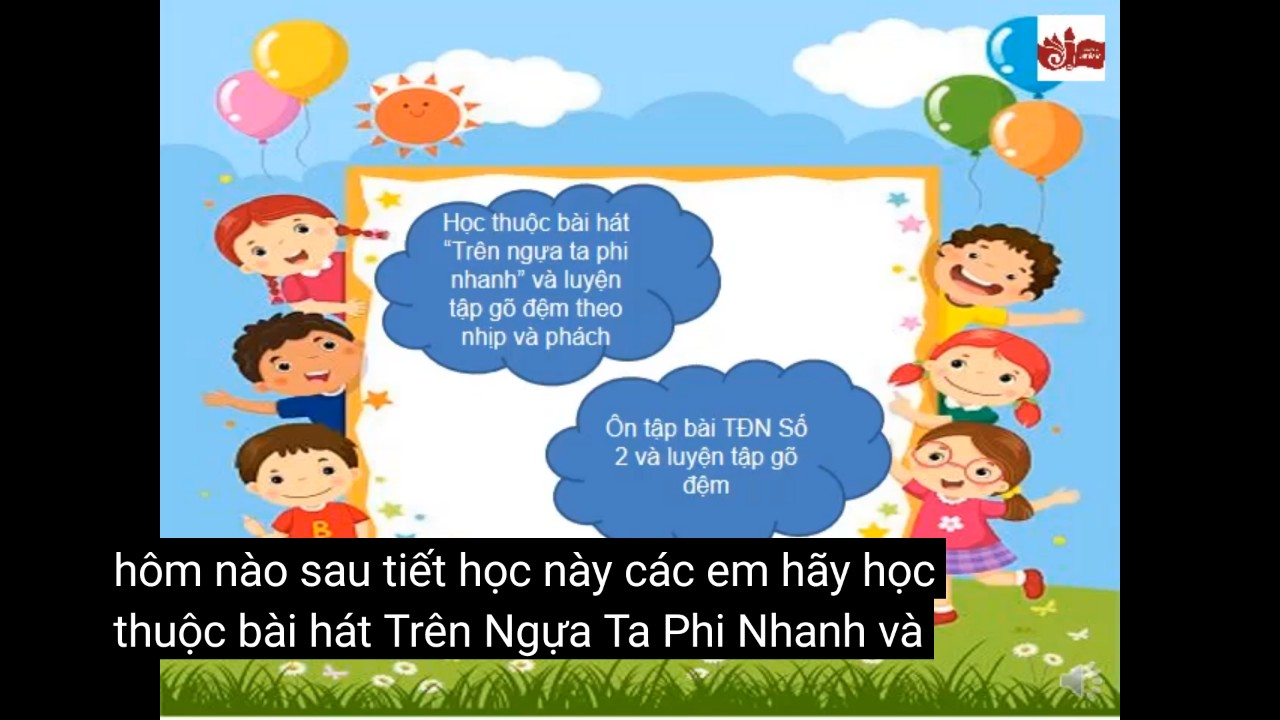 Học thuộc bài hát
“Trên ngựa ta phi
nhanh” và luyện
tập gõ đệm theo
nhịp và phách
Ôn tập bài TĐN Số
2 và luyện tập gõ
đệm
B
hôm nào sau tiết học này các em hãy học
thuộc bài hát Trên Ngựa Ta Phi Nhanh và